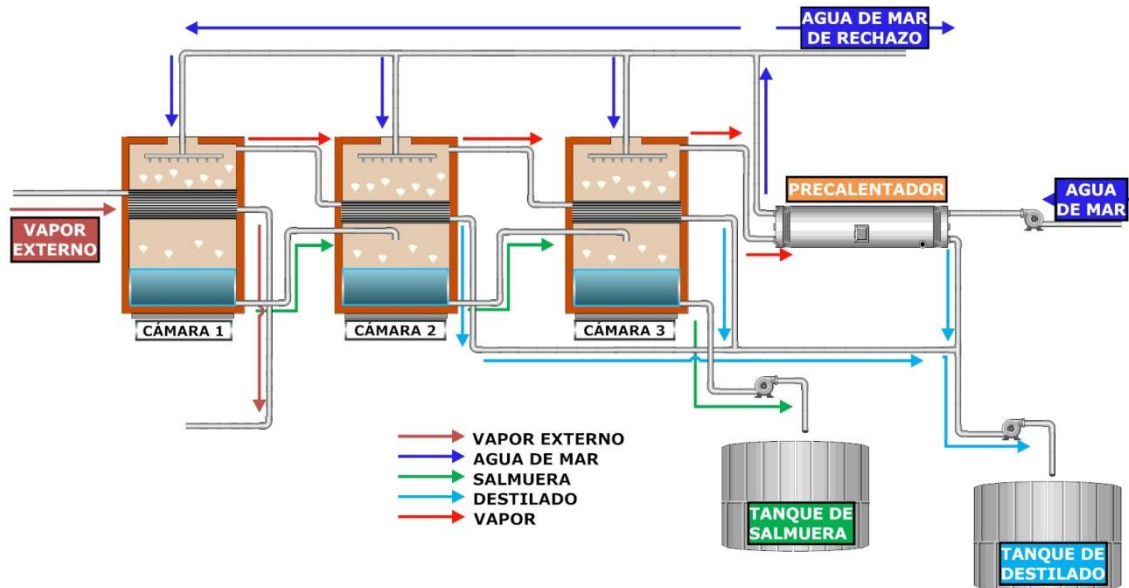 AGUA DE MAR
DE RECHAZO
PRECALENTADOR
AGUA
DE MAR
VAPOR
EXTERNO
CÁMARA 1
CÁMARA 2
CÁMARA 3
VAPOR EXTERNO
AGUA DE MAR
SALMUERA
DESTILADO
VAPOR
TANQUE DE
SALMUERA
TANQUE DE
DESTILADO